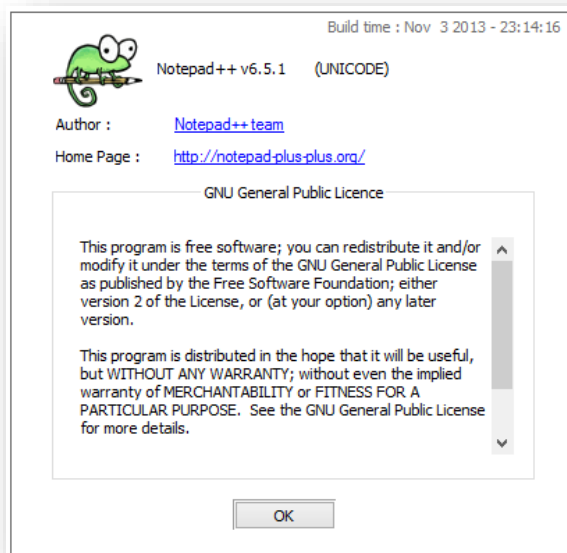 Build time : Nov 3 2013 - 23:14:16
Notepad++ v6.5.1 (UNICODE)
Author : Notepad++ team
Home Page : http://notepad-plus-plus.org/
GNU General Public Licence
This program is free software; you can redistribute it and/or
modify it under the terms of the GNU General Public License
as published by the Free Software Foundation; either
version 2 of the License, or (at your option) any later
version.
This program is distributed in the hope that it will be useful,
but WITHOUT ANY WARRANTY; without even the implied
warranty of MERCHANTABILITY or FITNESS FOR A
PARTICULAR PURPOSE. See the GNU General Public License
for more details.
OK